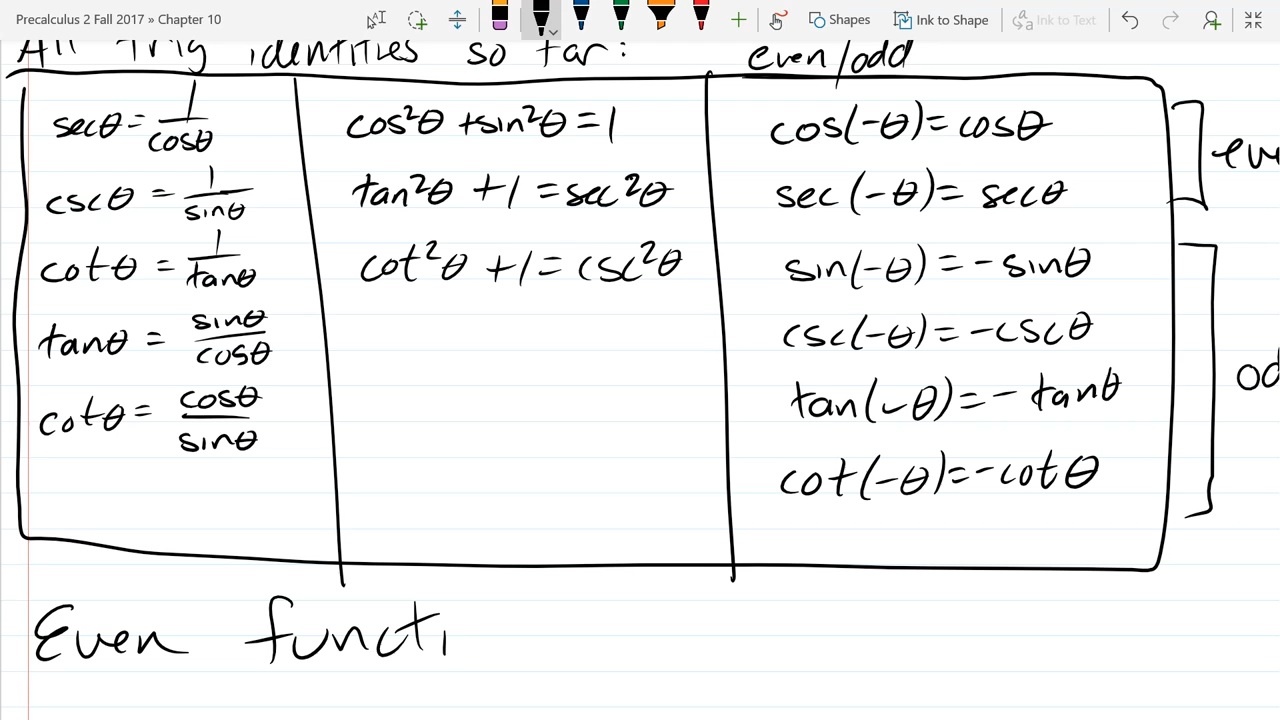 Precalculus 2 Fall 2017 » Chapter 10
Shapes
Ink to Shape
Ink to Text
All Trig identities so far:
even/odd
secθ = 1/cosθ
cscθ = 1/sinθ
cotθ = 1/tanθ
tanθ = sinθ/cosθ
cotθ = cosθ/sinθ
cos²θ + sin²θ = 1
tan²θ + 1 = sec²θ
cot²θ + 1 = csc²θ
cos(-θ) = cosθ
sec(-θ) = secθ
sin(-θ) = -sinθ
csc(-θ) = -cscθ
tan(-θ) = -tanθ
cot(-θ) = -cotθ
eve
od
Even functi